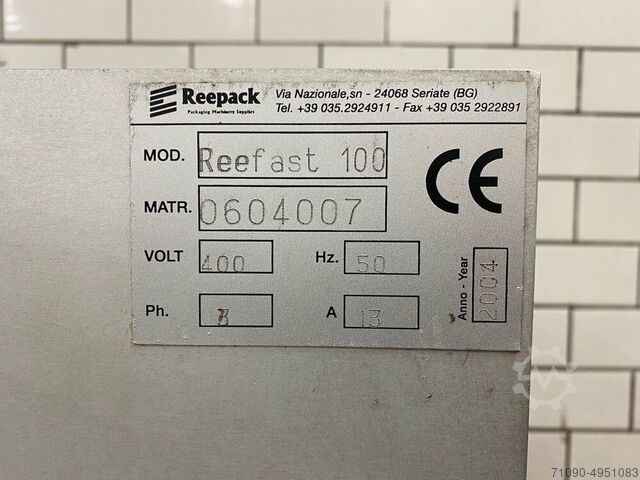 Reepack
Packaging Machinery Supplies
Via Nazionale,sn - 24068 Seriate (BG)
Tel. +39 035.2924911 - Fax +39 035 2922891
MOD. Reefast 100
CE
MATR. 0604007
VOLT 400 Hz. 50
Ph. 3 A 13
Anno - Year 2004
71090-4951083